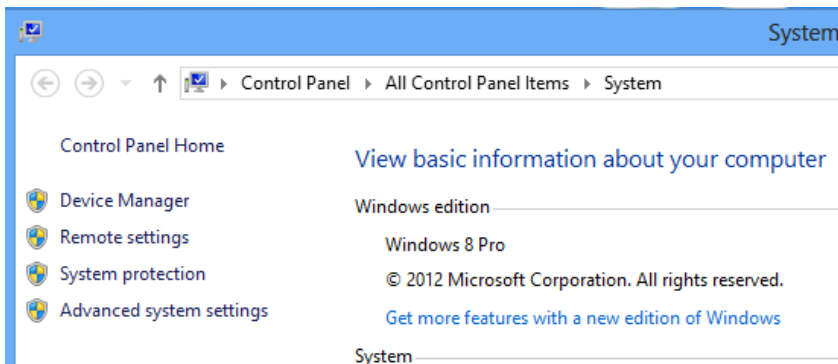 System
Control Panel All Control Panel Items System
Control Panel Home
Device Manager
Remote settings
System protection
Advanced system settings
View basic information about your computer
Windows edition
Windows 8 Pro
© 2012 Microsoft Corporation. All rights reserved.
Get more features with a new edition of Windows
System